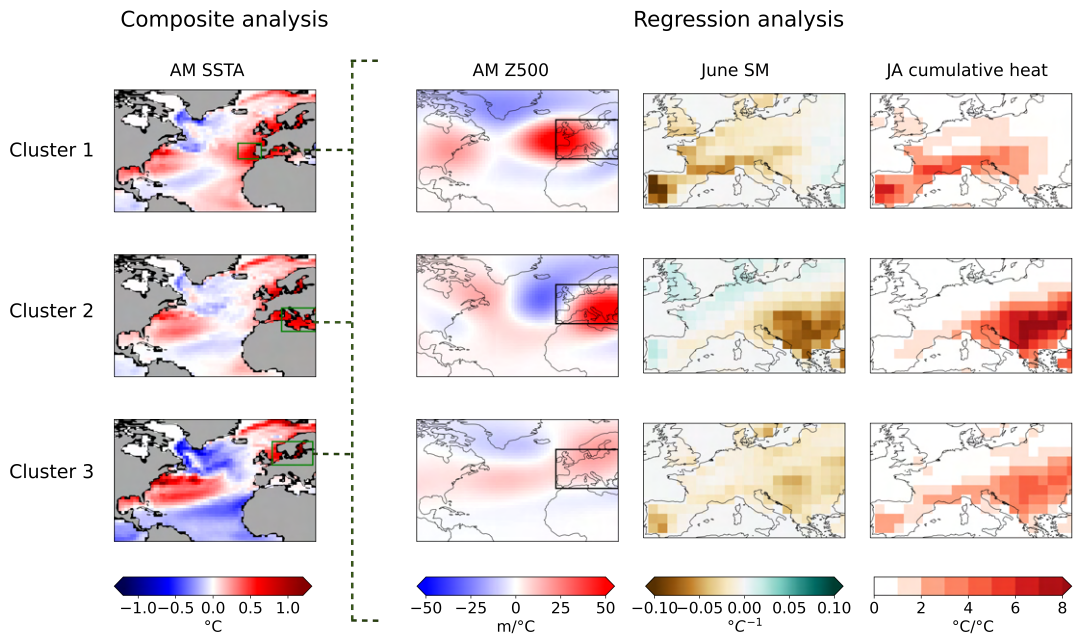 Composite analysis
Regression analysis
AM SSTA
AM Z500
June SM
JA cumulative heat
Cluster 1
Cluster 2
Cluster 3
−1.0 −0.5 0.0 0.5 1.0
°C
−50 −25 0 25 50
m/°C
−0.10 −0.05 0.00 0.05 0.10
°C⁻¹
0 2 4 6 8
°C/°C